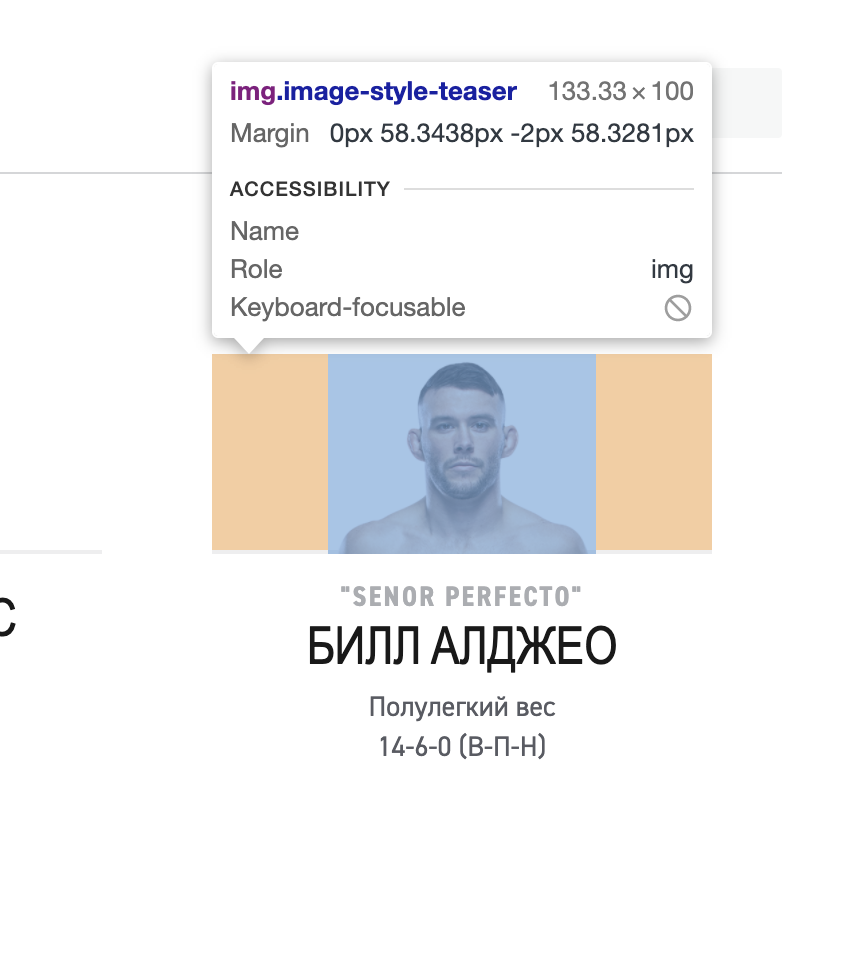 img.image-style-teaser 133.33 × 100
Margin 0px 58.3438px -2px 58.3281px
ACCESSIBILITY
Name
Role img
Keyboard-focusable
С
"SENOR PERFECTO"
БИЛЛ АЛДЖЕО
Полулегкий вес
14-6-0 (В-П-Н)